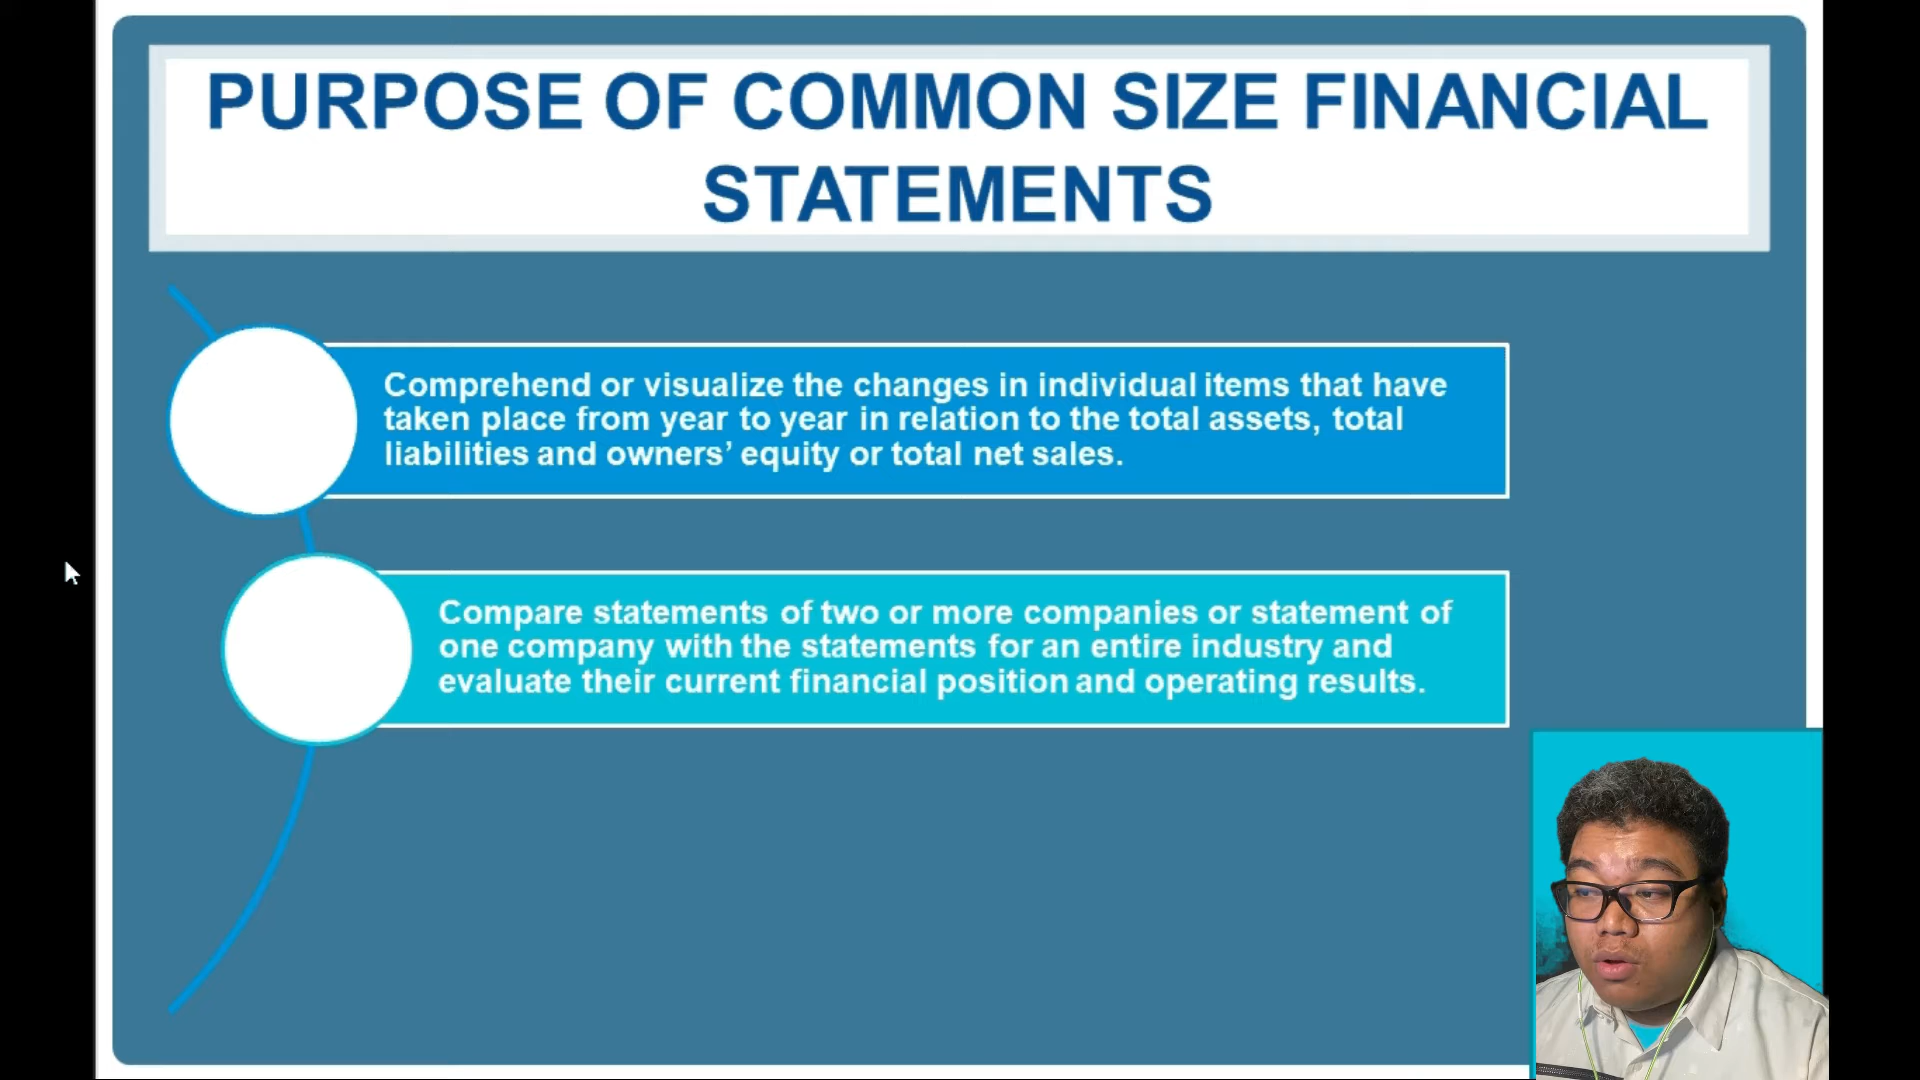 PURPOSE OF COMMON SIZE FINANCIAL
STATEMENTS
Comprehend or visualize the changes in individual items that have
taken place from year to year in relation to the total assets, total
liabilities and owners’ equity or total net sales.
Compare statements of two or more companies or statement of
one company with the statements for an entire industry and
evaluate their current financial position and operating results.